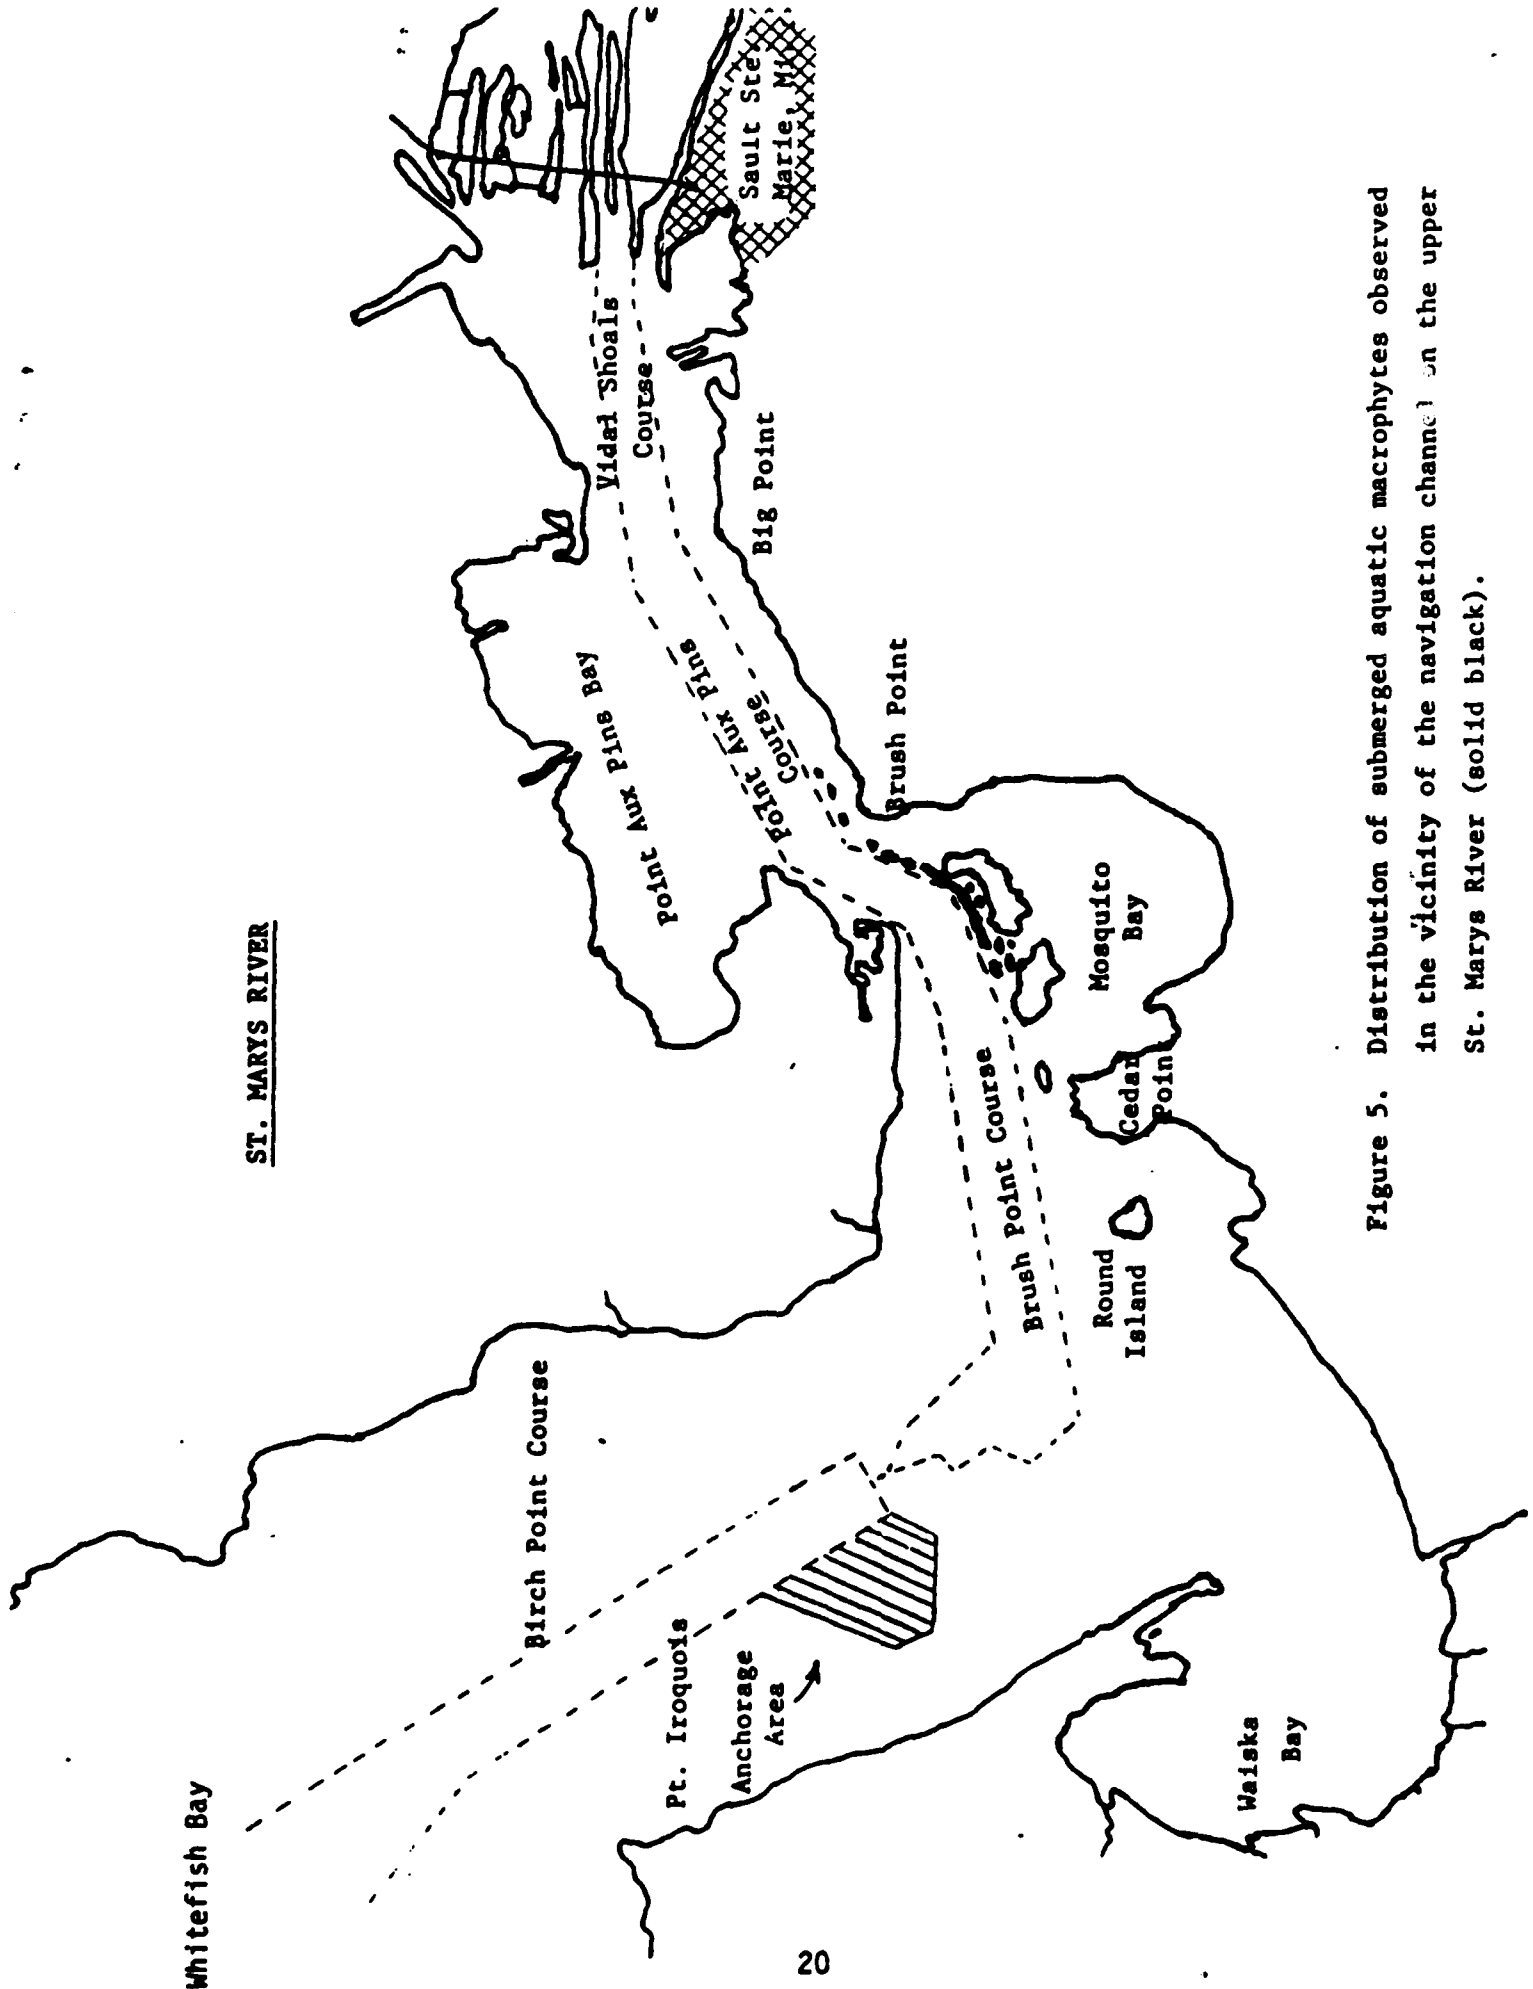 ST. MARYS RIVER
Whitefish Bay
Birch Point Course
Pt. Iroquois
Anchorage
Area
Waiska
Bay
Round
Island
Brush Point Course
Cedar
Poin
Mosquito
Bay
Brush Point
Point Aux Pins Bay
Point Aux Pins
Course
Big Point
Vidal Shoals
Course
Sault Ste.
Marie, Mi.
Figure 5. Distribution of submerged aquatic macrophytes observed
in the vicinity of the navigation channel on the upper
St. Marys River (solid black).
20